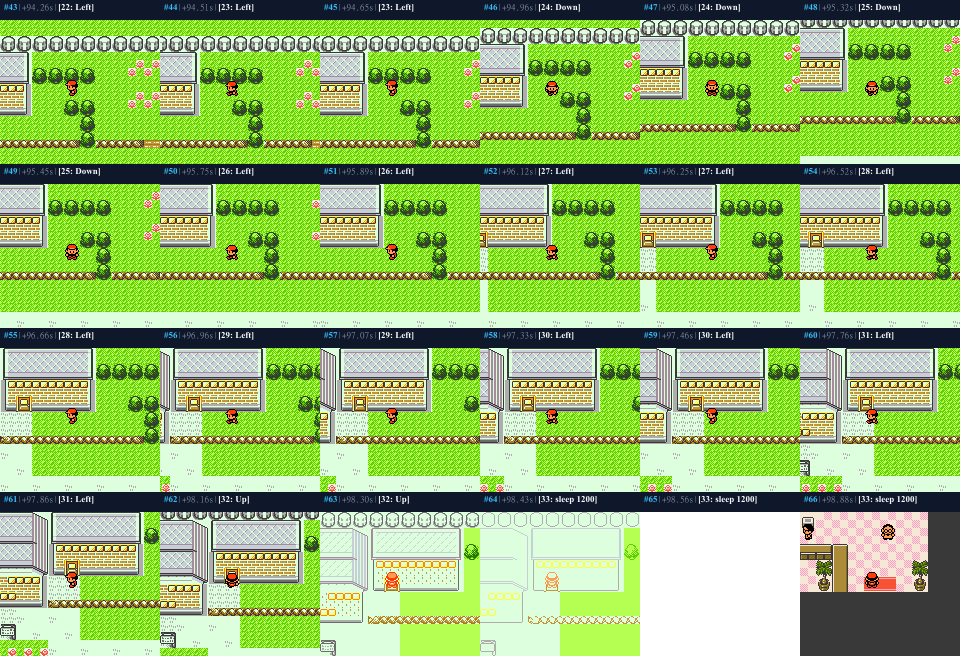 #43| +94.26s| [22: Left]
#44| +94.51s| [23: Left]
#45| +94.65s| [23: Left]
#46| +94.96s| [24: Down]
#47| +95.08s| [24: Down]
#48| +95.32s| [25: Down]
#49| +95.45s| [25: Down]
#50| +95.75s| [26: Left]
#51| +95.89s| [26: Left]
#52| +96.12s| [27: Left]
#53| +96.25s| [27: Left]
#54| +96.52s| [28: Left]
#55| +96.66s| [28: Left]
#56| +96.96s| [29: Left]
#57| +97.07s| [29: Left]
#58| +97.33s| [30: Left]
#59| +97.46s| [30: Left]
#60| +97.76s| [31: Left]
#61| +97.86s| [31: Left]
#62| +98.16s| [32: Up]
#63| +98.30s| [32: Up]
#64| +98.43s| [33: sleep 1200]
#65| +98.56s| [33: sleep 1200]
#66| +98.88s| [33: sleep 1200]